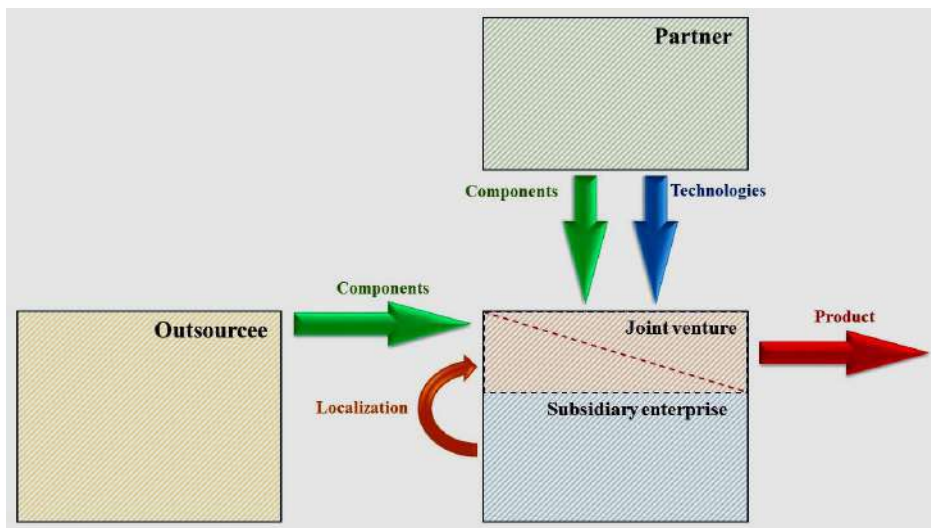 Partner
Components
Technologies
Components
Outsourcee
Joint venture
Product
Localization
Subsidiary enterprise